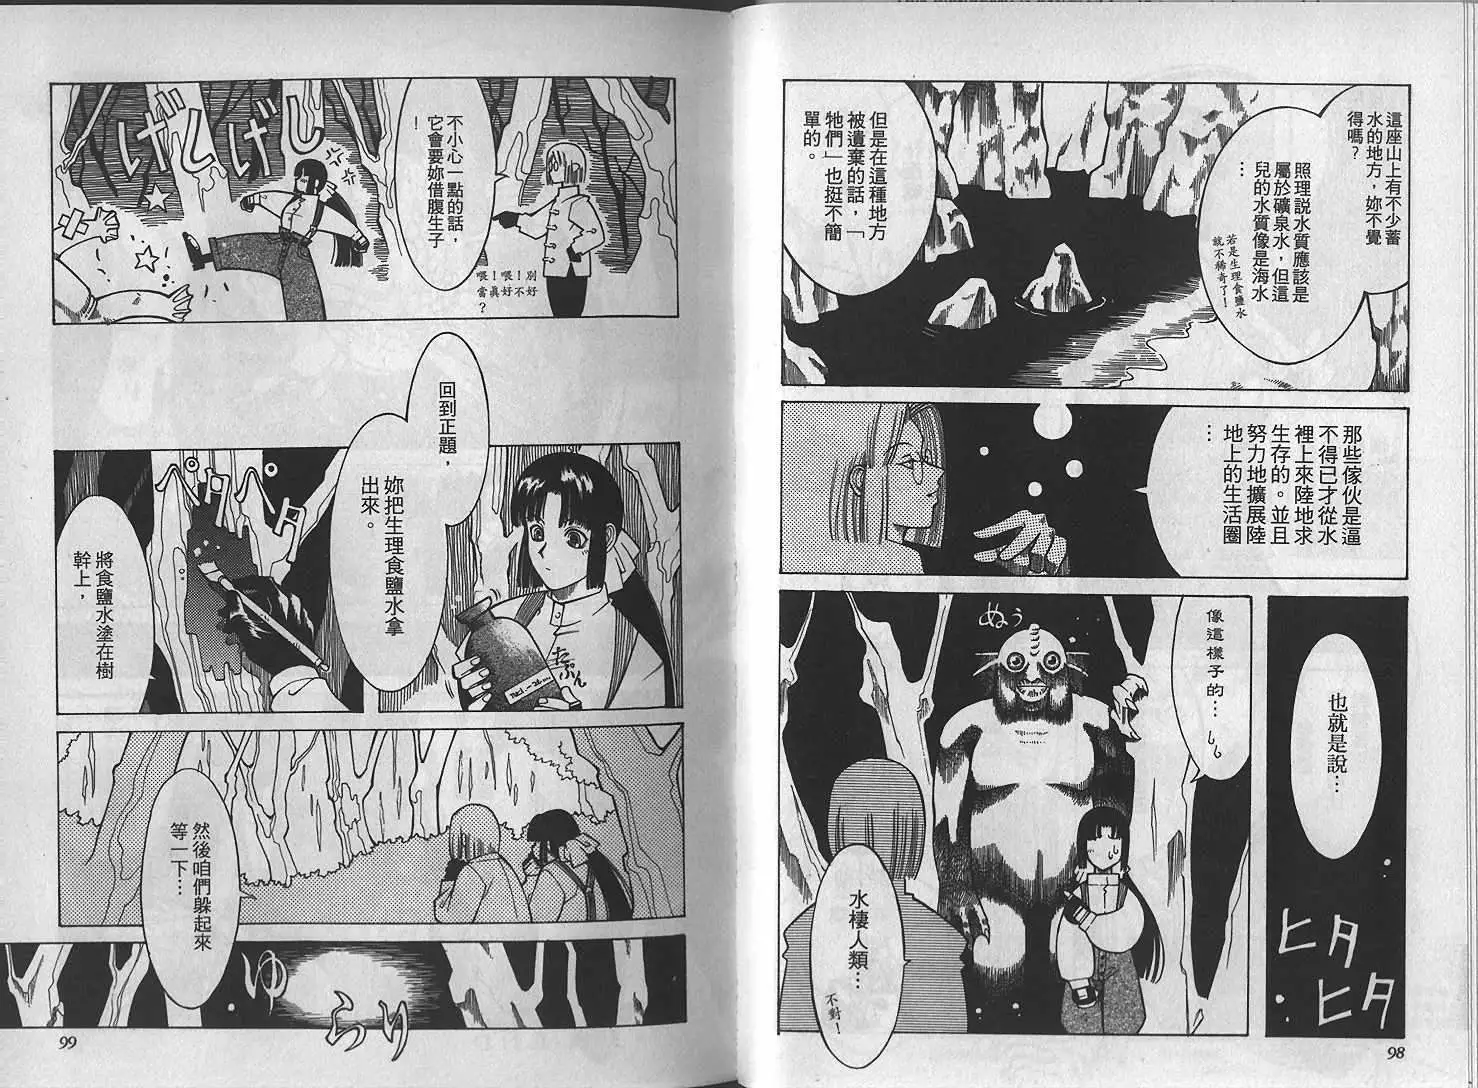 這座山上有不少蓄
水的地方，妳不覺
得嗎？
照理説水質應該是
屬於礦泉水，但這
兒的水質像是海水
…
若是生理食鹽水
就不稀奇了！
但是在這種地方
被遺棄的話，「
牠們」也挺不簡
單的。
那些傢伙是逼
不得已才從水
裡上來陸地求
生存的。並且
努力地擴展陸
地上的生活圈
…
也就是説…
ヒタ
ヒタ
像這樣子的…
ぬぅ
水棲人類…
不對！
98
不小心一點的話，
它會要妳借腹生子
！
喂！喂！別
當真好不好
？
げしげし
回到正題，
妳把生理食鹽水拿
出來。
たぷん
ペタペタ
將食鹽水塗在樹
幹上，
然後咱們躲起來
等一下…
ゆらり
99